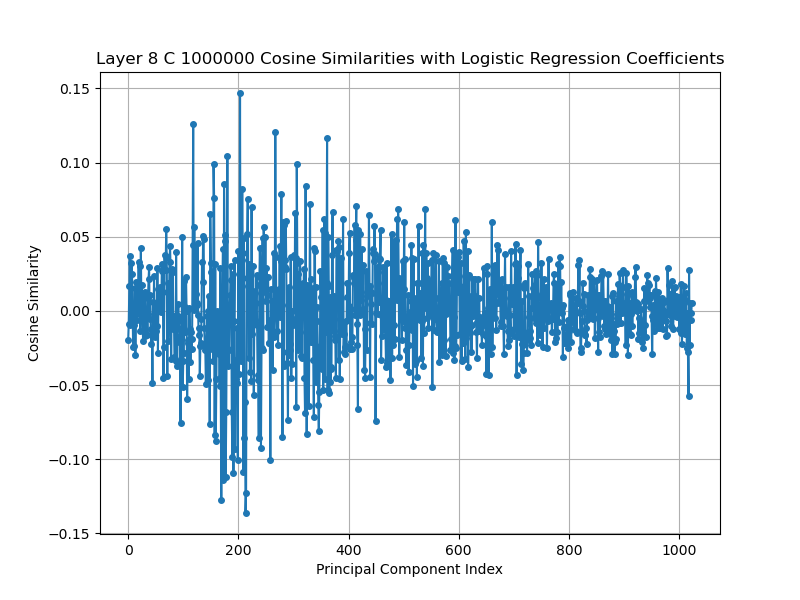 Layer 8 C 1000000 Cosine Similarities with Logistic Regression Coefficients
0.15
0.10
0.05
0.00
−0.05
−0.10
−0.15
Cosine Similarity
0 200 400 600 800 1000
Principal Component Index